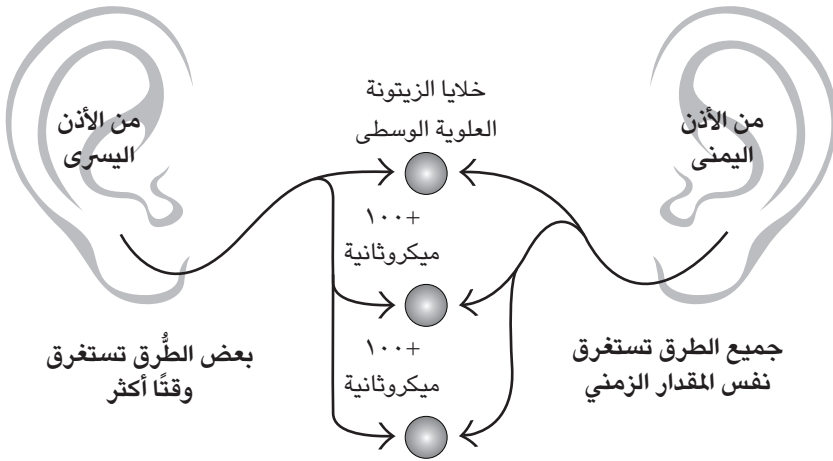 خلايا الزيتونة
العلوية الوسطى
من الأذن
اليمنى
من الأذن
اليسرى
+١٠٠
ميكروثانية
جميع الطرق تستغرق
نفس المقدار الزمني
+١٠٠
ميكروثانية
بعض الطُّرق تستغرق
وقتًا أكثر